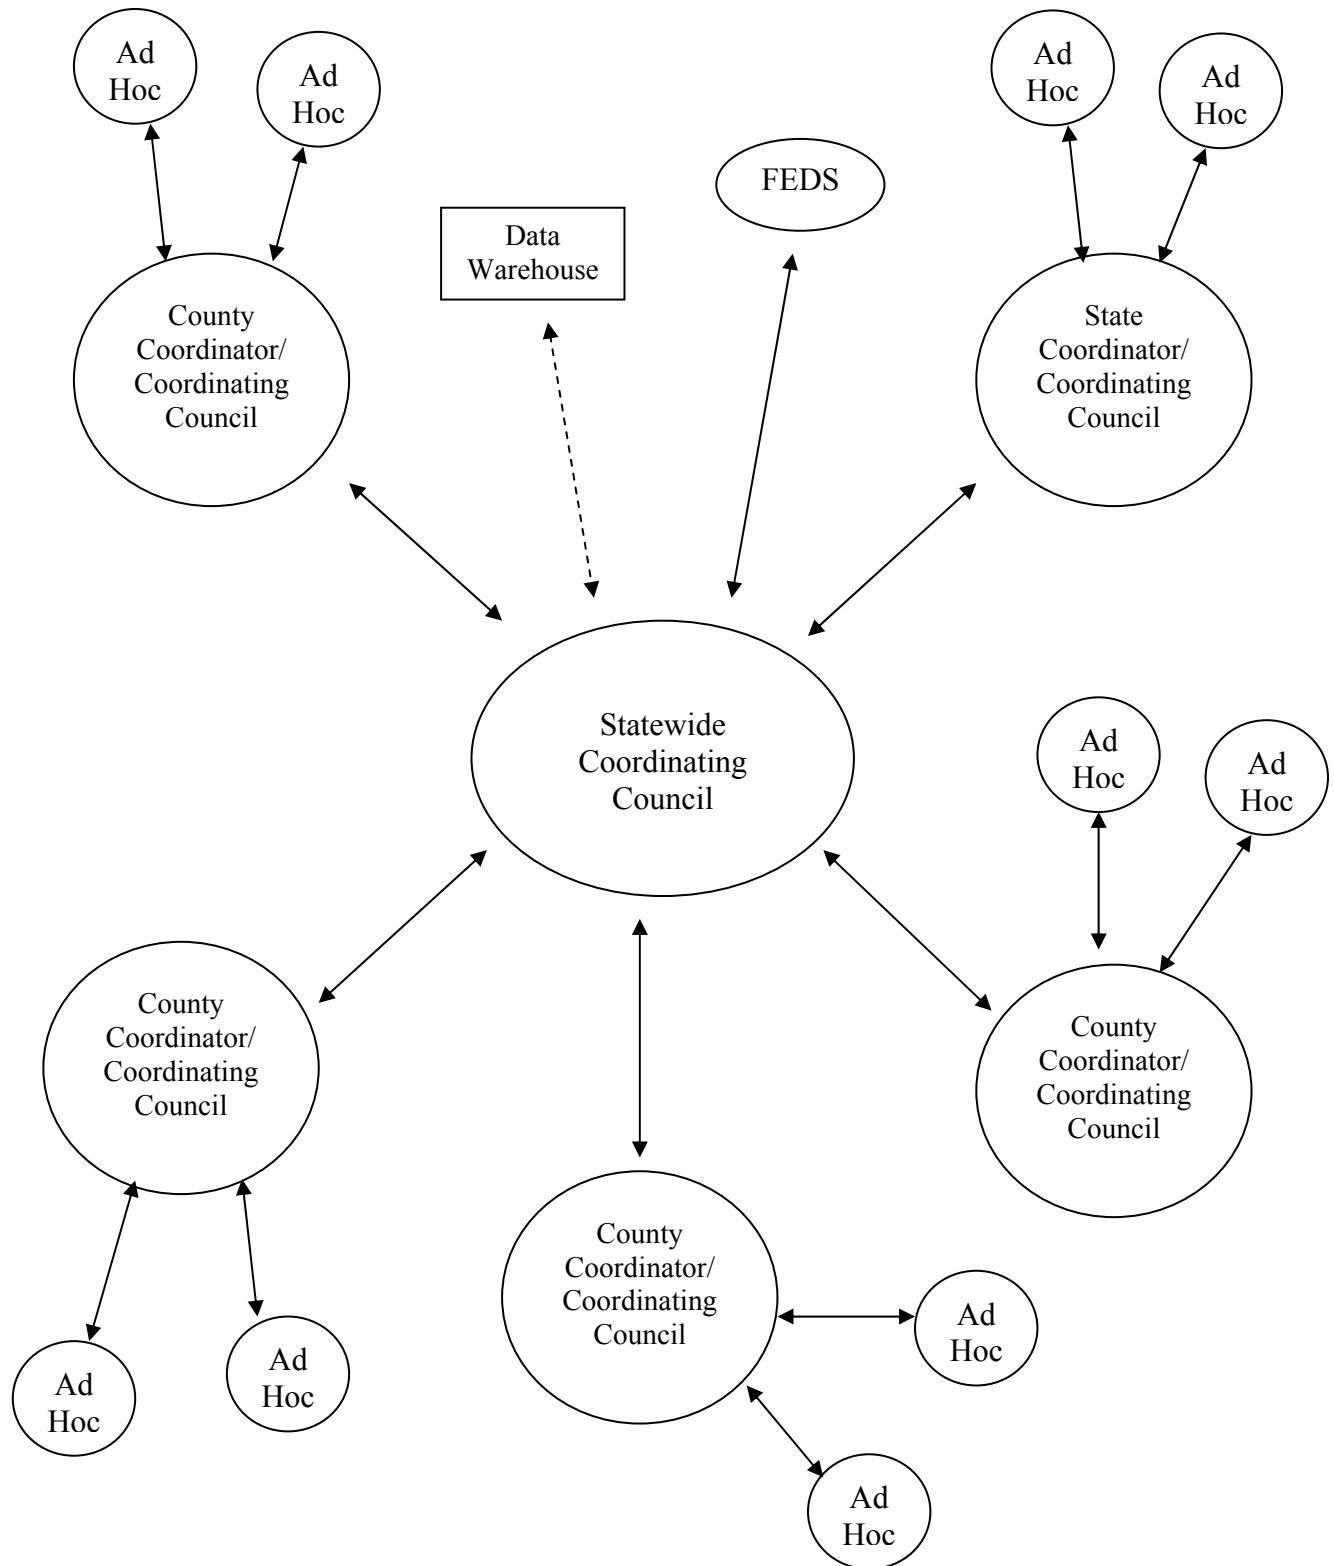 Ad
Hoc
Ad
Hoc
Ad
Hoc
Ad
Hoc
FEDS
Data
Warehouse
County
Coordinator/
Coordinating
Council
State
Coordinator/
Coordinating
Council
Statewide
Coordinating
Council
Ad
Hoc
Ad
Hoc
County
Coordinator/
Coordinating
Council
County
Coordinator/
Coordinating
Council
County
Coordinator/
Coordinating
Council
Ad
Hoc
Ad
Hoc
Ad
Hoc
Ad
Hoc